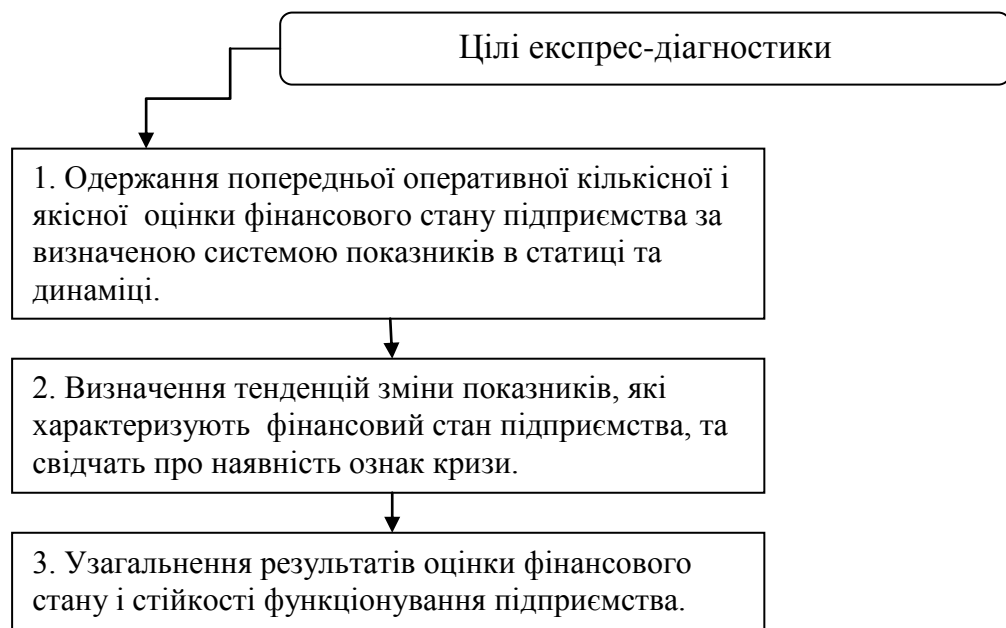 Цілі експрес-діагностики
1. Одержання попередньої оперативної кількісної і
якісної оцінки фінансового стану підприємства за
визначеною системою показників в статиці та
динаміці.
2. Визначення тенденцій зміни показників, які
характеризують фінансовий стан підприємства, та
свідчать про наявність ознак кризи.
3. Узагальнення результатів оцінки фінансового
стану і стійкості функціонування підприємства.